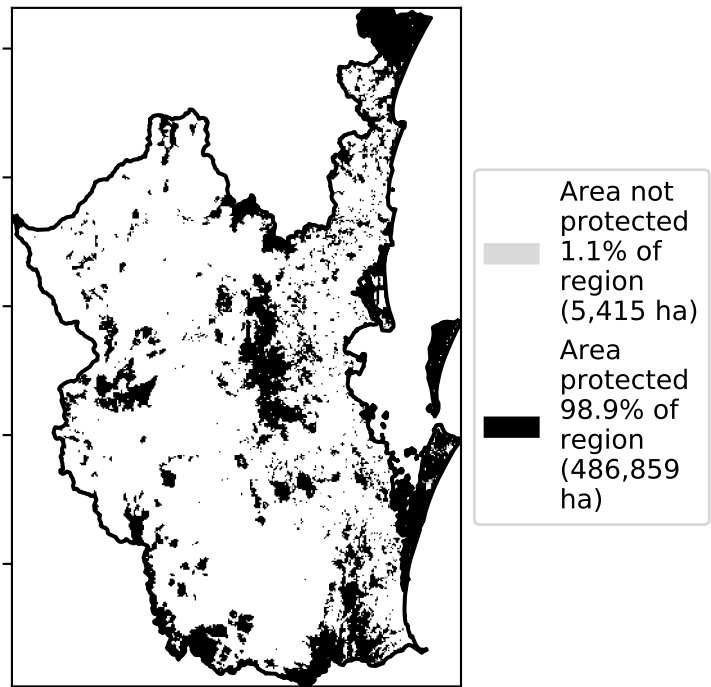 Area not
protected
1.1% of
region
(5,415 ha)
Area
protected
98.9% of
region
(486,859
ha)